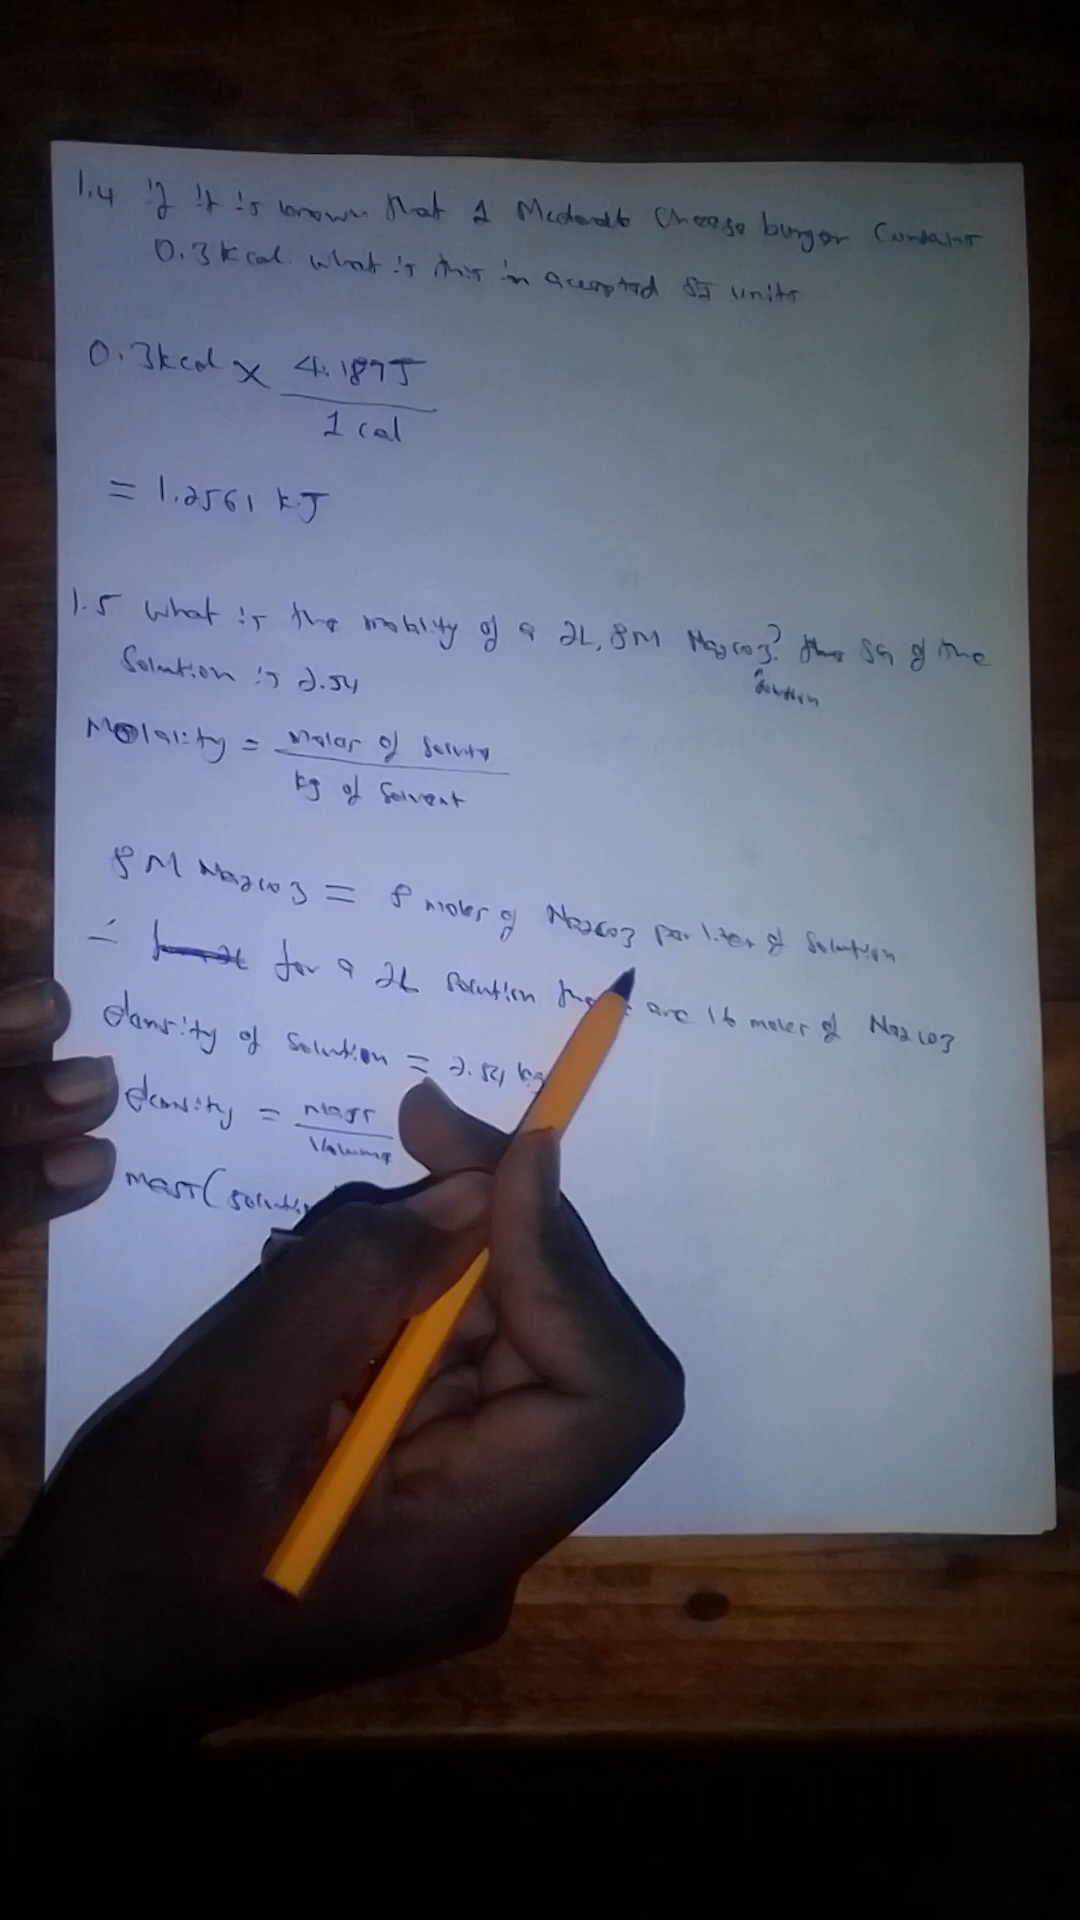 1.4 if it is known that 1 Mcdonalds Cheese burger Contains
0.3kcal. what is this in accepted SI units
0.3kcal × 4.187J
1 cal
= 1.2561 kJ
1.5 What is the molality of a 2L, 8M Na2CO3? the SG of the
solution
Solution is 2.54
Molality = moles of solute
kg of solvent
8M Na2CO3 = 8 moles of Na2CO3 per liter of solution
∴ for a 2L solution are 16 moles of Na2CO3
density of solution = 2.54 kg
density = mass
Volume
mass(